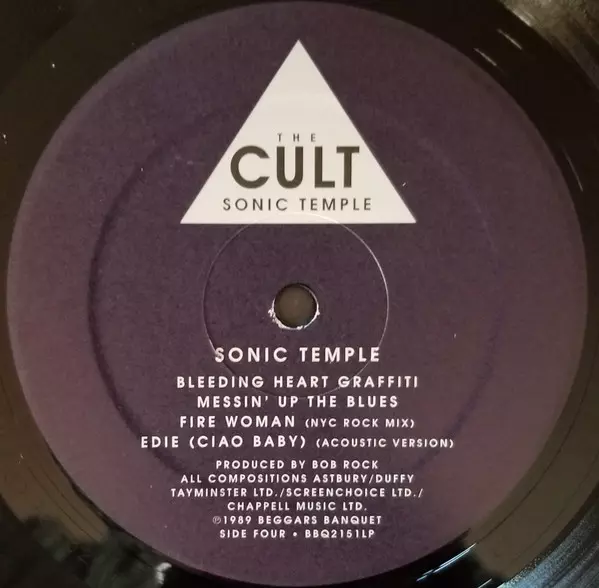 THE
CULT
SONIC TEMPLE
SONIC TEMPLE
BLEEDING HEART GRAFFITI
MESSIN' UP THE BLUES
FIRE WOMAN (NYC ROCK MIX)
EDIE (CIAO BABY) (ACOUSTIC VERSION)
PRODUCED BY BOB ROCK
ALL COMPOSITIONS ASTBURY/DUFFY
TAYMINSTER LTD./SCREENCHOICE LTD./
CHAPPELL MUSIC LTD.
℗1989 BEGGARS BANQUET
SIDE FOUR • BBQ2151LP